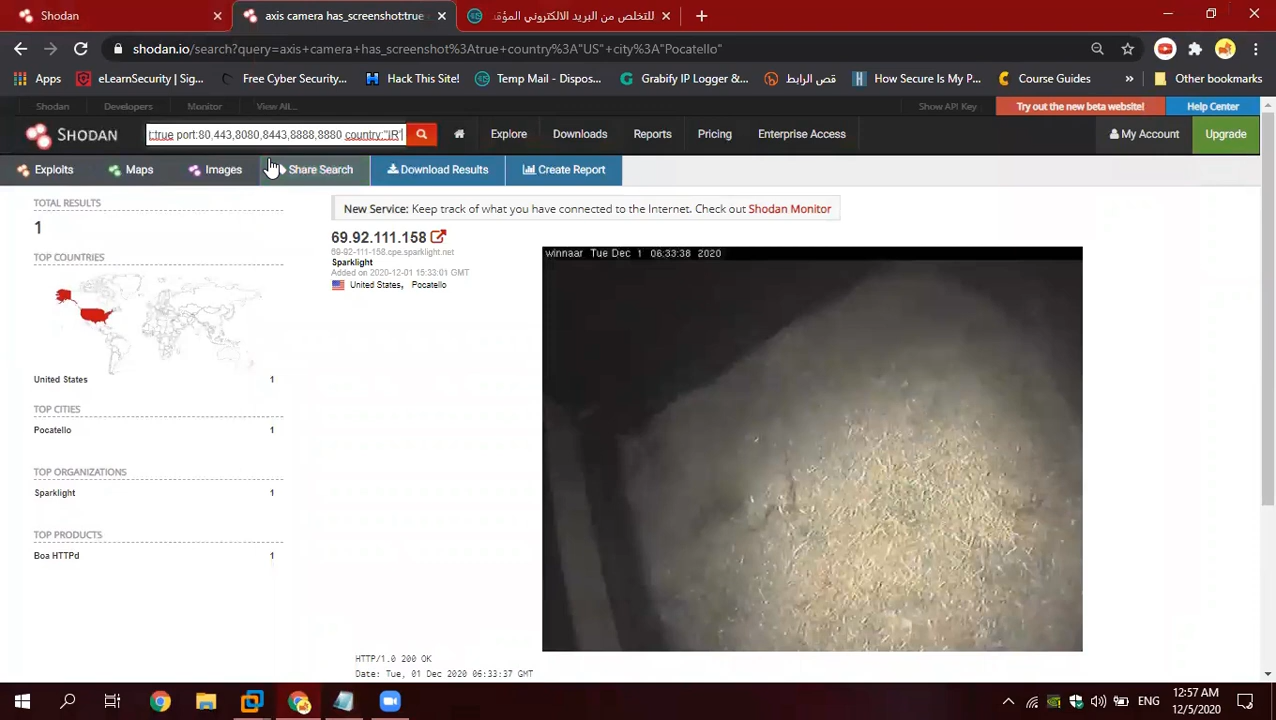 Shodan
axis camera has_screenshot:true
للتخلص من البريد الالكتروني المؤقت
shodan.io/search?query=axis+camera+has_screenshot%3Atrue+country%3A"US"+city%3A"Pocatello"
Apps
eLearnSecurity | Sig...
Free Cyber Security...
Hack This Site!
Temp Mail - Dispos...
Grabify IP Logger &...
قص الرابط
How Secure Is My P...
Course Guides
»
Other bookmarks
Shodan
Developers
Monitor
View All...
Show API Key
Try out the new beta website!
Help Center
SHODAN
t:true port:80,443,8080,8443,8888,8880 country:"IR"
Explore
Downloads
Reports
Pricing
Enterprise Access
My Account
Upgrade
Exploits
Maps
Images
Share Search
Download Results
Create Report
TOTAL RESULTS
1
TOP COUNTRIES
United States 1
TOP CITIES
Pocatello 1
TOP ORGANIZATIONS
Sparklight 1
TOP PRODUCTS
Boa HTTPd 1
New Service: Keep track of what you have connected to the Internet. Check out Shodan Monitor
69.92.111.158
69-92-111-158.cpe.sparklight.net
Sparklight
Added on 2020-12-01 15:33:01 GMT
United States, Pocatello
winnaar Tue Dec 1 06:33:38 2020
HTTP/1.0 200 OK
Date: Tue, 01 Dec 2020 06:33:37 GMT
ENG
12:57 AM
12/5/2020